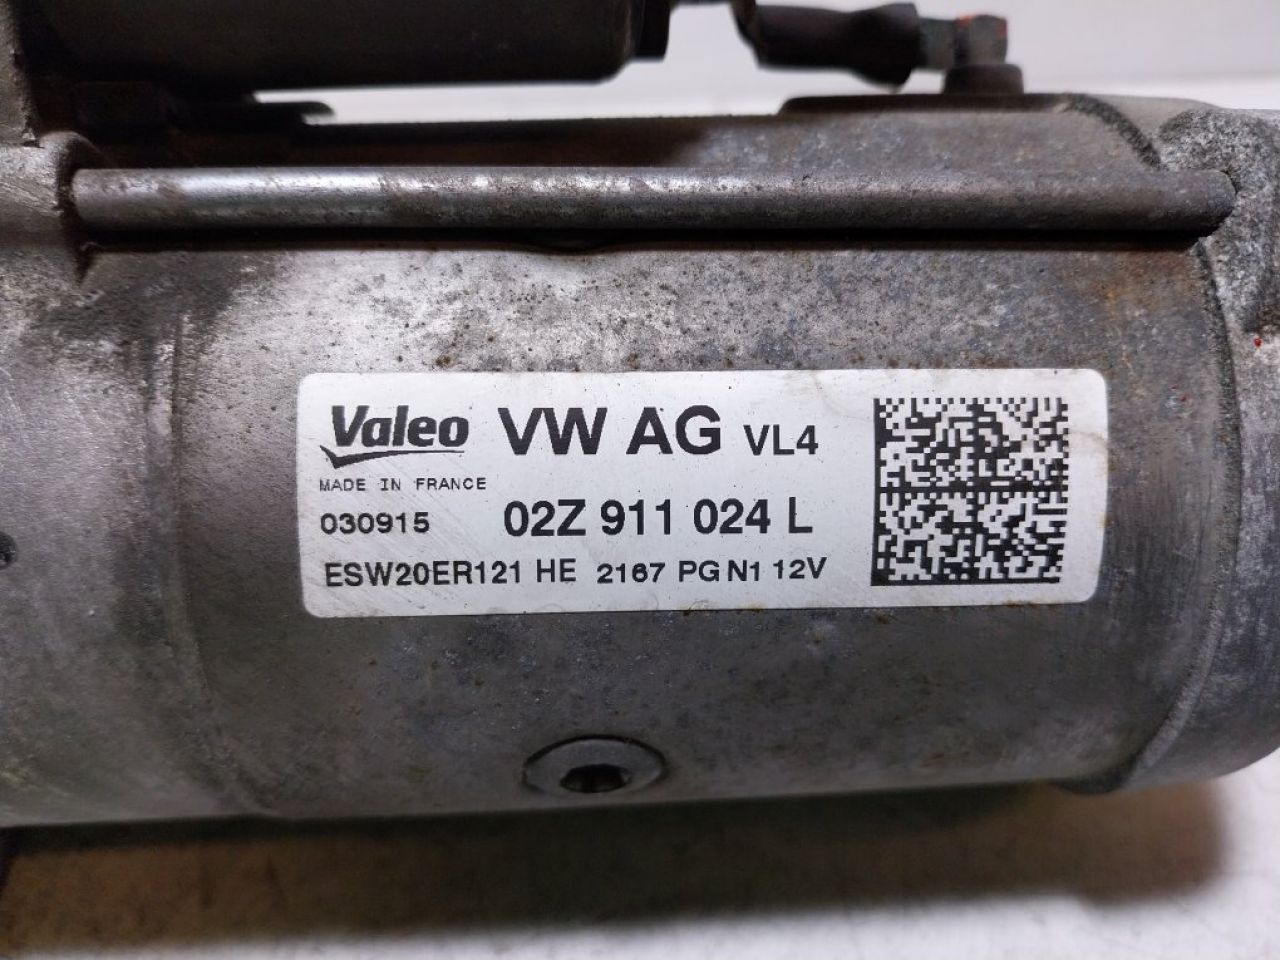 Valeo VW AG VL4
MADE IN FRANCE
030915 02Z 911 024 L
ESW20ER121 HE 2167 PG N1 12V